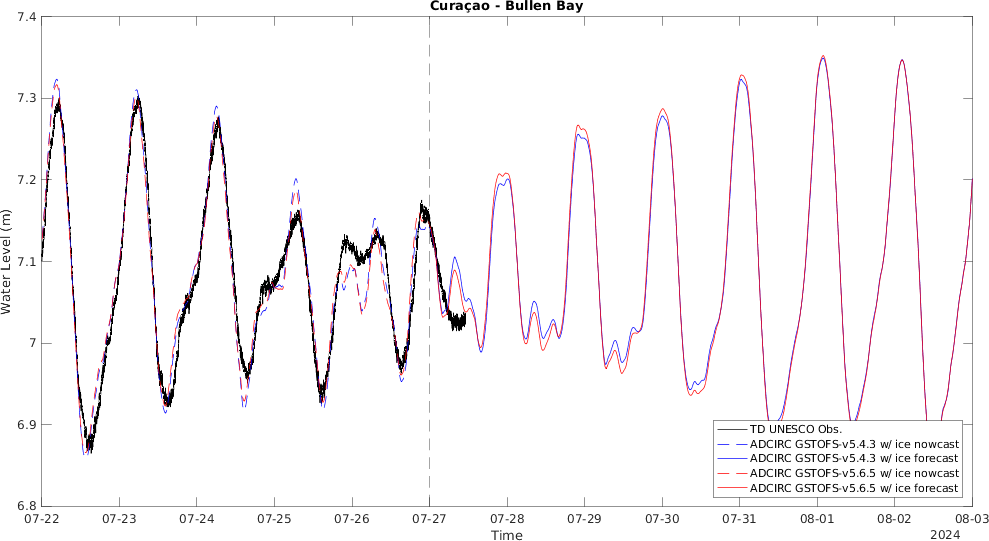 Curaçao - Bullen Bay
7.4
7.3
7.2
7.1
7
6.9
6.8
Water Level (m)
07-22
07-23
07-24
07-25
07-26
07-27
07-28
07-29
07-30
07-31
08-01
08-02
08-03
Time
2024
TD UNESCO Obs.
ADCIRC GSTOFS-v5.4.3 w/ ice nowcast
ADCIRC GSTOFS-v5.4.3 w/ ice forecast
ADCIRC GSTOFS-v5.6.5 w/ ice nowcast
ADCIRC GSTOFS-v5.6.5 w/ ice forecast